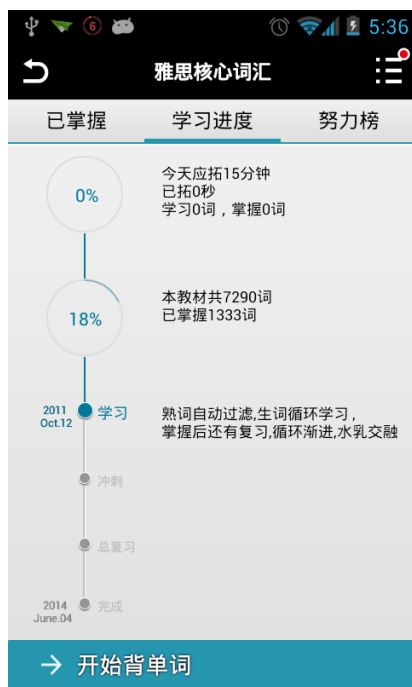 6 5:36
雅思核心词汇
已掌握 学习进度 努力榜
0%
今天应拓15分钟
已拓0秒
学习0词，掌握0词
18%
本教材共7290词
已掌握1333词
2011
Oct.12
学习
熟词自动过滤,生词循环学习，
掌握后还有复习,循环渐进,水乳交融
冲刺
总复习
2014
June.04
完成
开始背单词